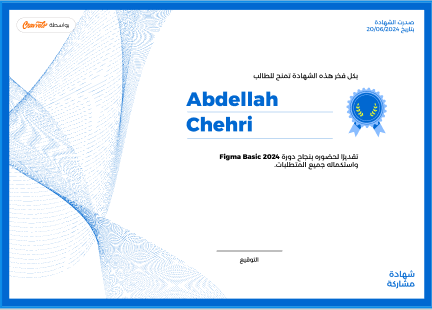 صدرت الشهادة
بتاريخ 20/06/2024
بواسطة
بكل فخر هذه الشهادة تمنح للطالب
Abdellah
Chehri
تقديرًا لحضوره بنجاح دورة Figma Basic 2024
واستكماله جميع المتطلبات.
التوقيع
شهادة
مشاركة